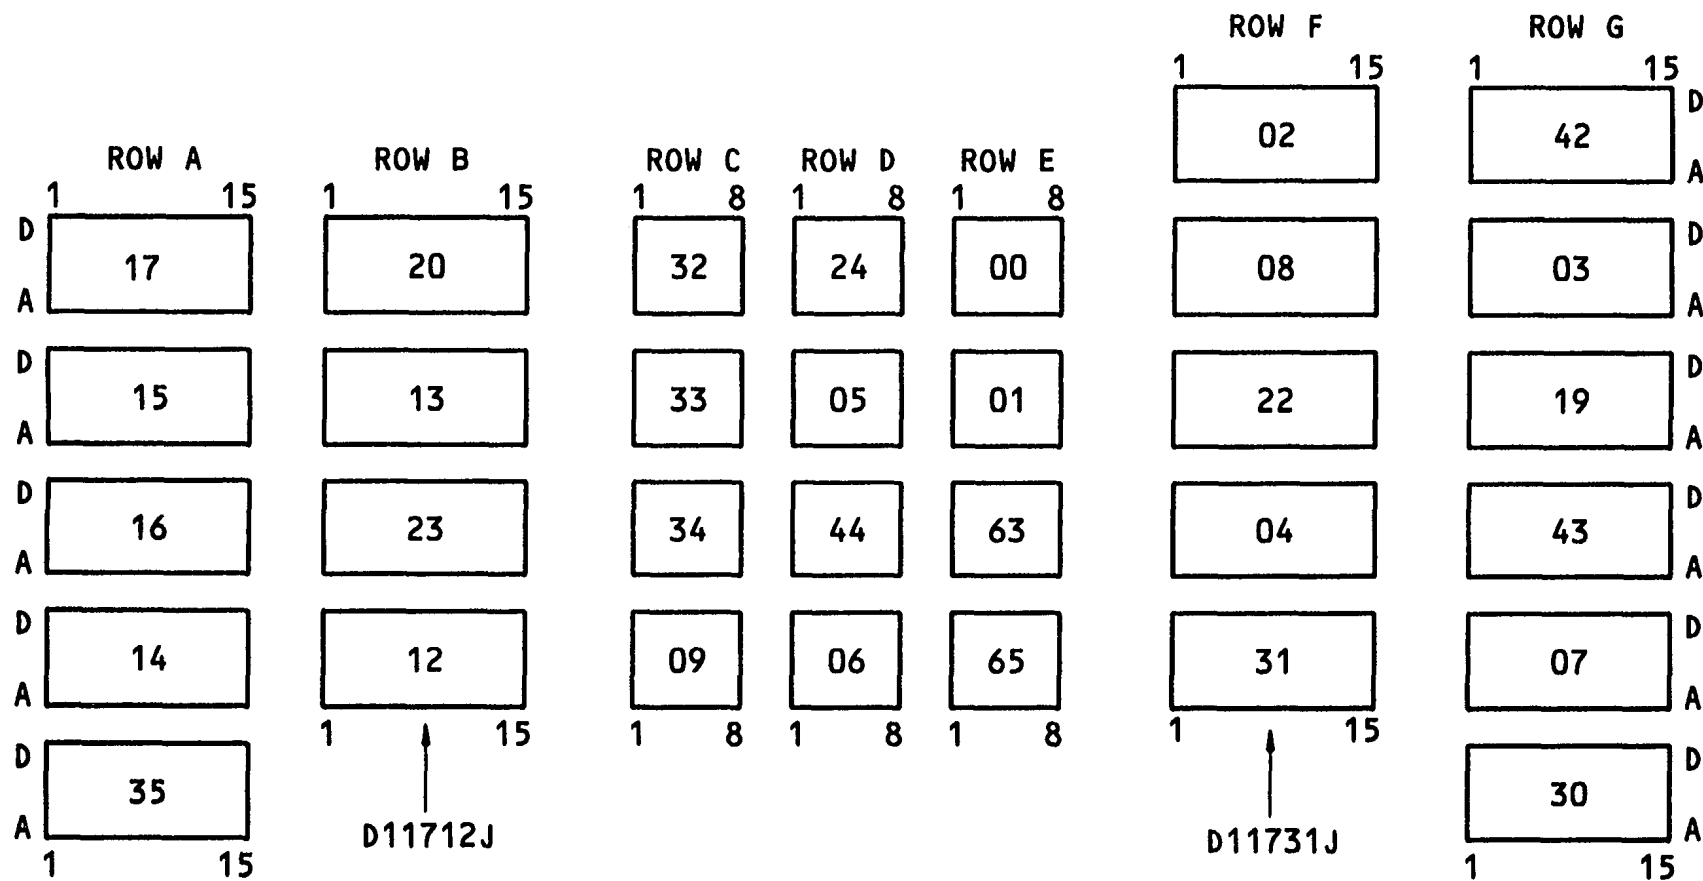 ROW F ROW G
1 15 1 15
02 42 D
A
ROW A ROW B ROW C ROW D ROW E
1 15 1 15 1 8 1 8 1 8
D 17 20 32 24 00 08 03 D
A A
D 15 13 33 05 01 22 19 D
A A
D 16 23 34 44 63 04 43 D
A A
D 14 12 09 06 65 31 07 D
A A
1 15 1 8 1 8 1 8 1 15
D 35 30 D
A A
1 15 1 15
D11712J D11731J